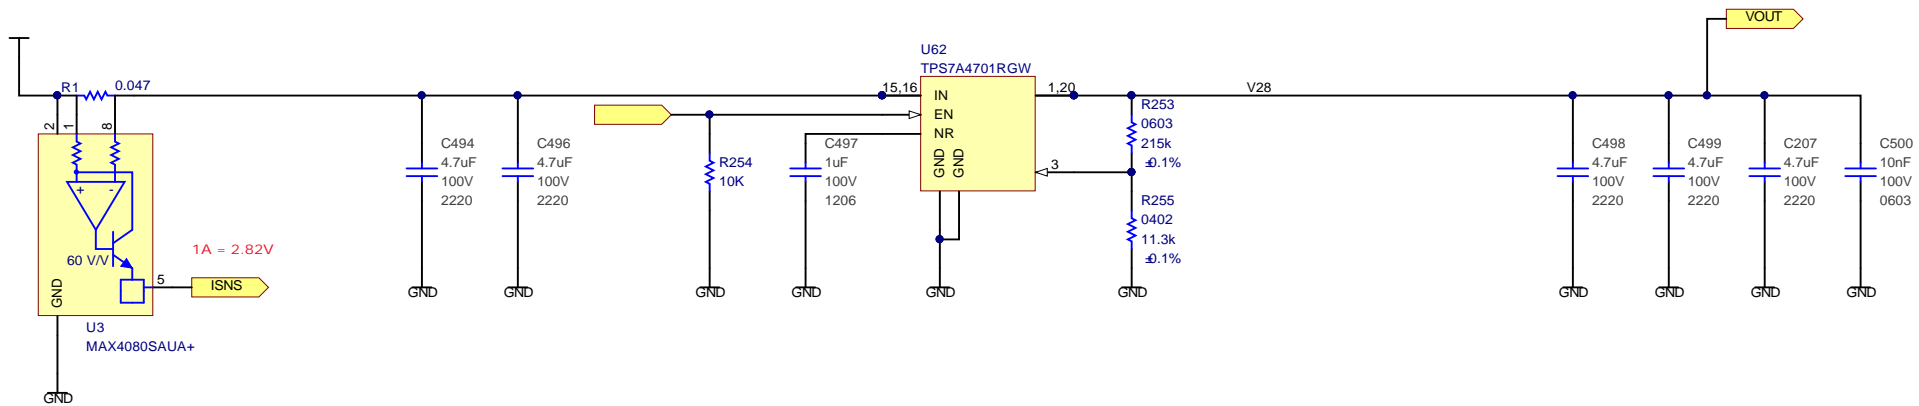 VOUT
U62
TPS7A4701RGW
R1
0.047
15,16
IN
EN
NR
GND
GND
1,20
V28
2
1
8
+
-
60 V/V
GND
5
ISNS
1A = 2.82V
U3
MAX4080SAUA+
GND
C494
4.7uF
100V
2220
GND
C496
4.7uF
100V
2220
GND
R254
10K
GND
C497
1uF
100V
1206
GND
GND
3
R253
0603
215k
±0.1%
R255
0402
11.3k
±0.1%
GND
C498
4.7uF
100V
2220
GND
C499
4.7uF
100V
2220
GND
C207
4.7uF
100V
2220
GND
C500
10nF
100V
0603
GND